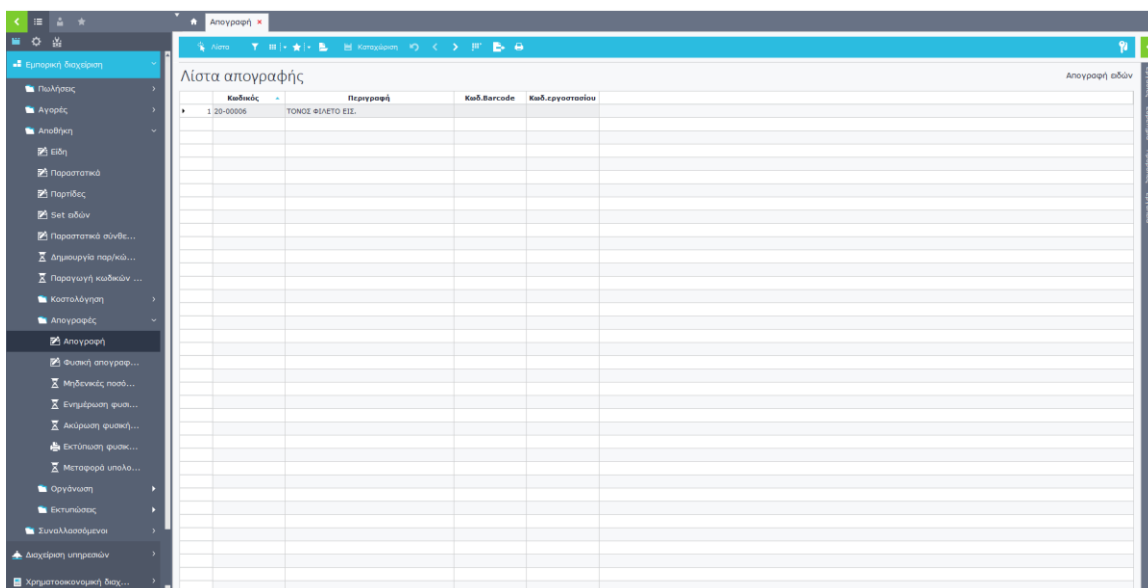 Απογραφή ×
Λίστα
Καταχώριση
Εμπορική διαχείριση
Πωλήσεις
Αγορές
Αποθήκη
Είδη
Παραστατικά
Παρτίδες
Set ειδών
Παραστατικά σύνθε...
Δημιουργία παρ/κώ...
Παραγωγή κωδικών ...
Κοστολόγηση
Απογραφές
Απογραφή
Φυσική απογραφ...
Μηδενικές ποσό...
Ενημέρωση φυσι...
Ακύρωση φυσική...
Εκτύπωση φυσικ...
Μεταφορά υπολο...
Οργάνωση
Εκτυπώσεις
Συναλλασσόμενοι
Διαχείριση υπηρεσιών
Χρηματοοικονομική διαχ...
Λίστα απογραφής
Απογραφή ειδών
Κωδικός Περιγραφή Κωδ.Barcode Κωδ.εργοστασίου
1 20-00006 ΤΟΝΟΣ ΦΙΛΕΤΟ ΕΙΣ.